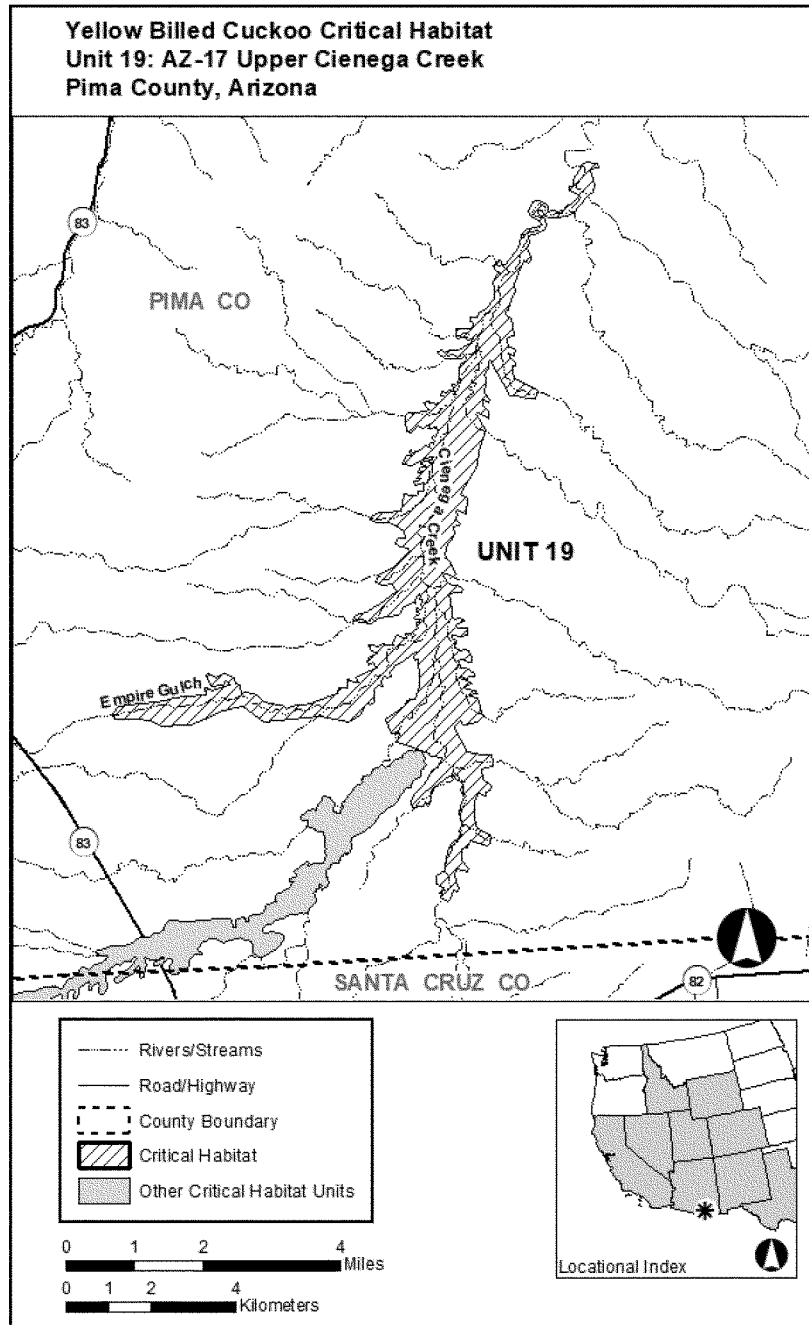 Yellow Billed Cuckoo Critical Habitat
Unit 19: AZ-17 Upper Cienega Creek
Pima County, Arizona
83
PIMA CO
Cienega Creek
UNIT 19
Empire Gulch
83
SANTA CRUZ CO
82
Rivers/Streams
Road/Highway
County Boundary
Critical Habitat
Other Critical Habitat Units
0 1 2 4
Miles
0 1 2 4
Kilometers
Locational Index